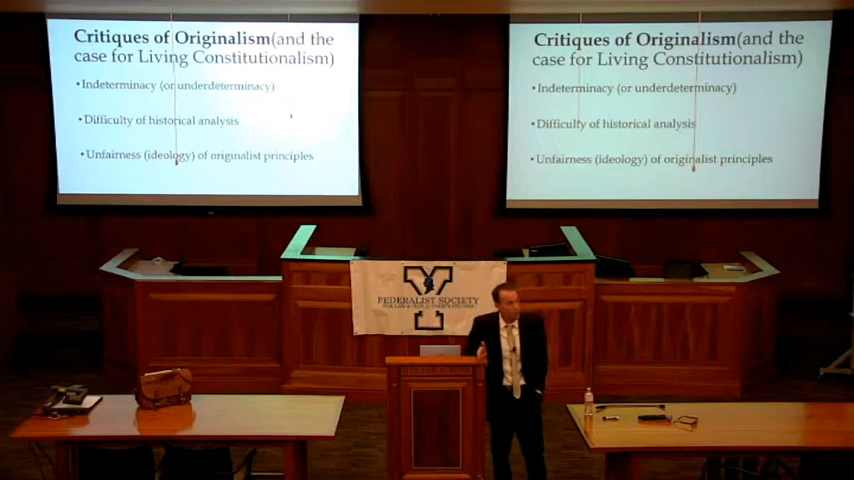 Critiques of Originalism(and the
case for Living Constitutionalism)
•Indeterminacy (or underdeterminacy)
•Difficulty of historical analysis
•Unfairness (ideology) of originalist principles
Critiques of Originalism(and the
case for Living Constitutionalism)
•Indeterminacy (or underdeterminacy)
•Difficulty of historical analysis
•Unfairness (ideology) of originalist principles
FEDERALIST SOCIETY